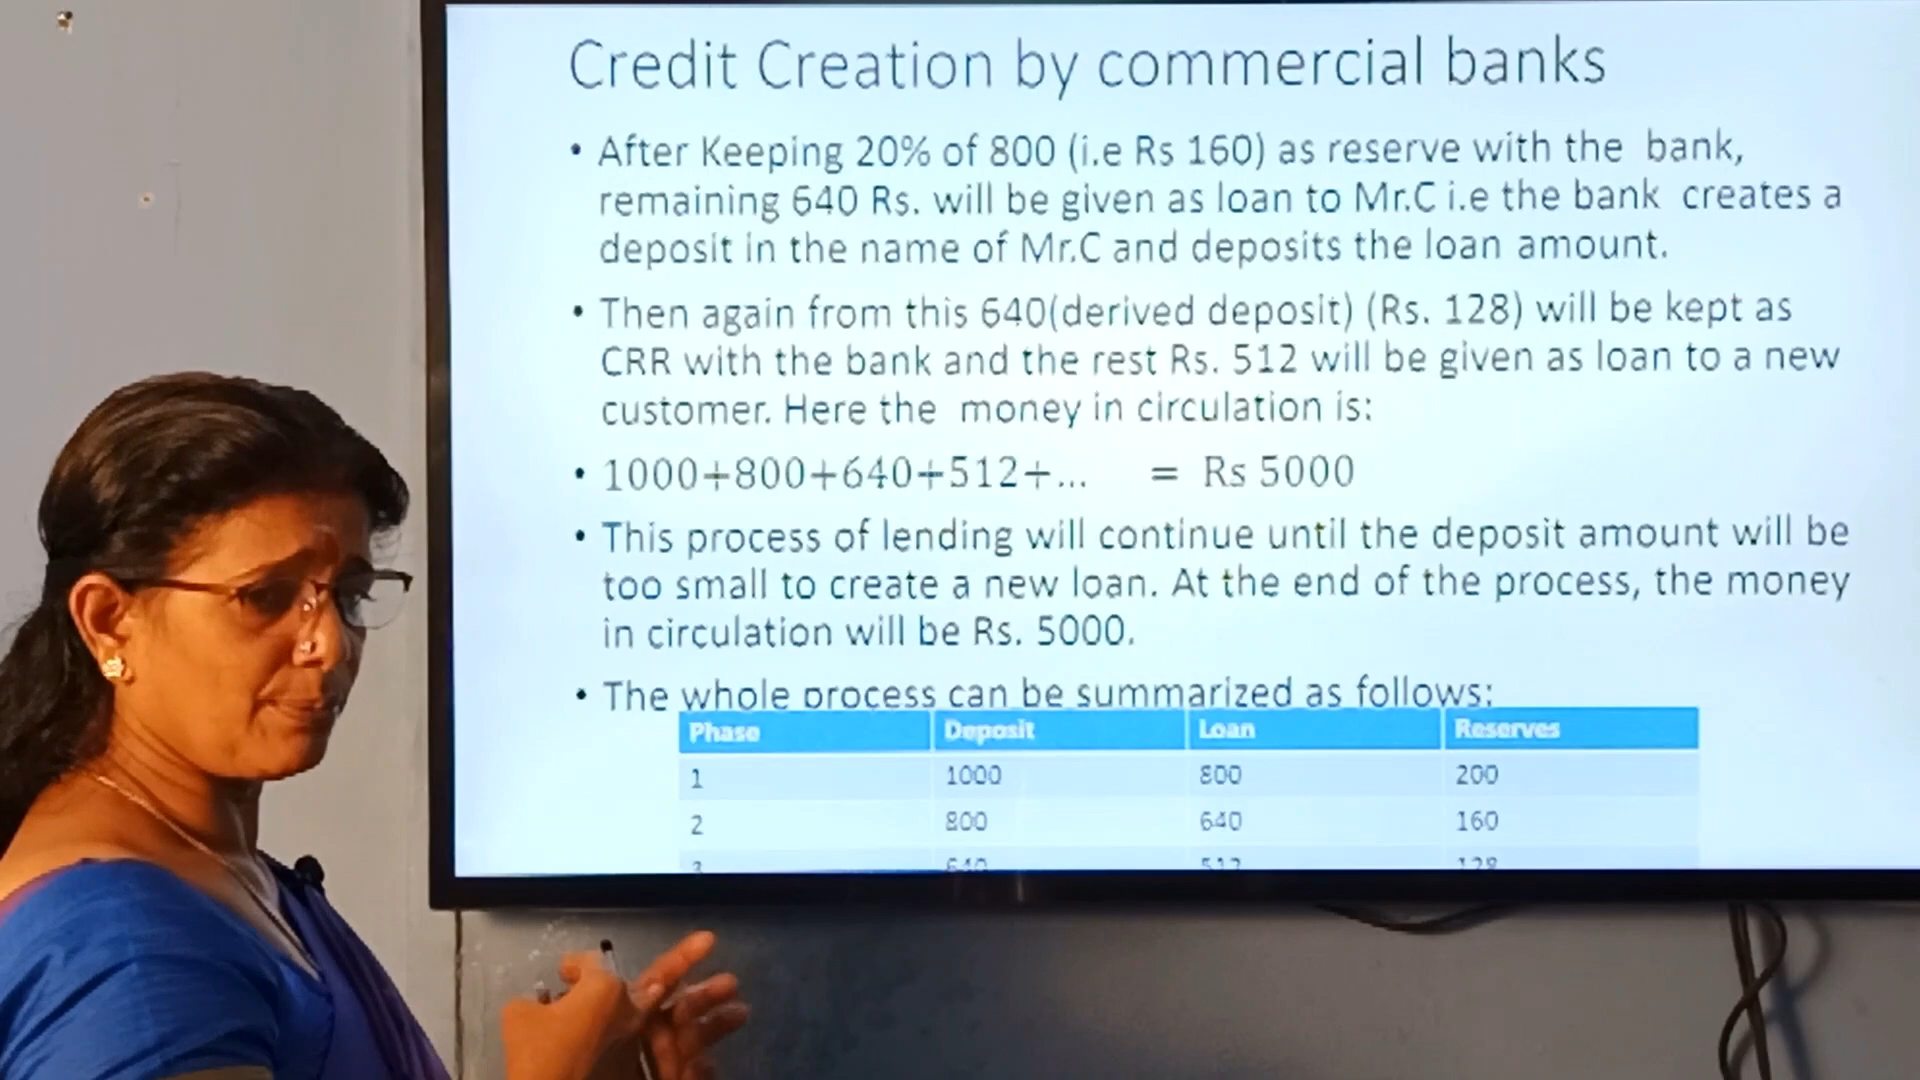 Credit Creation by commercial banks
• After Keeping 20% of 800 (i.e Rs 160) as reserve with the bank,
remaining 640 Rs. will be given as loan to Mr.C i.e the bank creates a
deposit in the name of Mr.C and deposits the loan amount.
• Then again from this 640(derived deposit) (Rs. 128) will be kept as
CRR with the bank and the rest Rs. 512 will be given as loan to a new
customer. Here the money in circulation is:
• 1000+800+640+512+... = Rs 5000
• This process of lending will continue until the deposit amount will be
too small to create a new loan. At the end of the process, the money
in circulation will be Rs. 5000.
• The whole process can be summarized as follows:
Phase Deposit Loan Reserves
1 1000 800 200
2 800 640 160
3 640 512 128